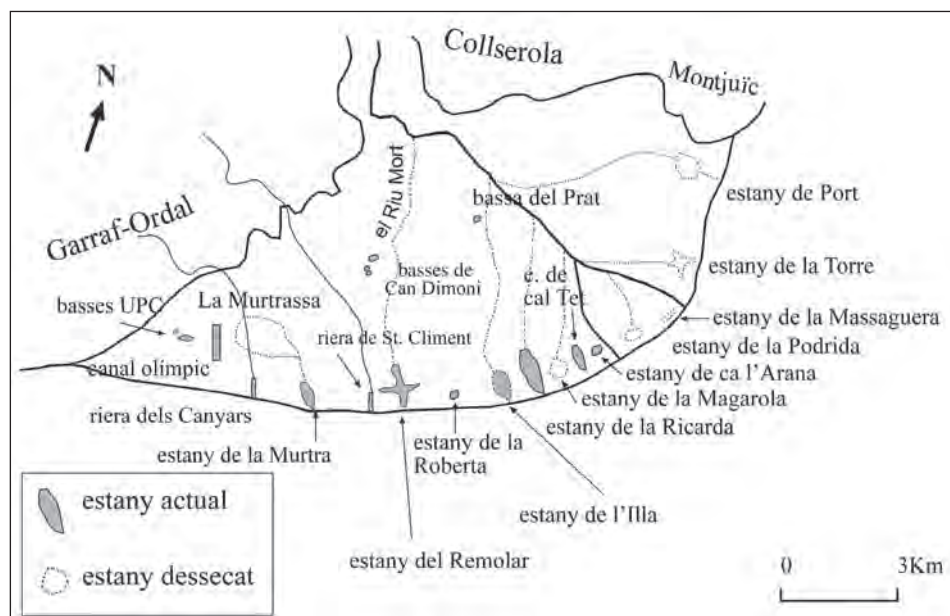 Collserola
Montjuïc
N
el Riu Mort
bassa del Prat
estany de Port
Garraf-Ordal
basses de
Can Dimoni
e. de
cal Tet
estany de la Torre
La Murtrassa
basses UPC
riera de St. Climent
estany de la Massaguera
estany de la Podrida
canal olímpic
estany de ca l'Arana
riera dels Canyars
estany de la Magarola
estany de la Ricarda
estany de la Murtra
estany de la
Roberta
estany de l'Illa
estany del Remolar
estany actual
estany dessecat
0 3Km